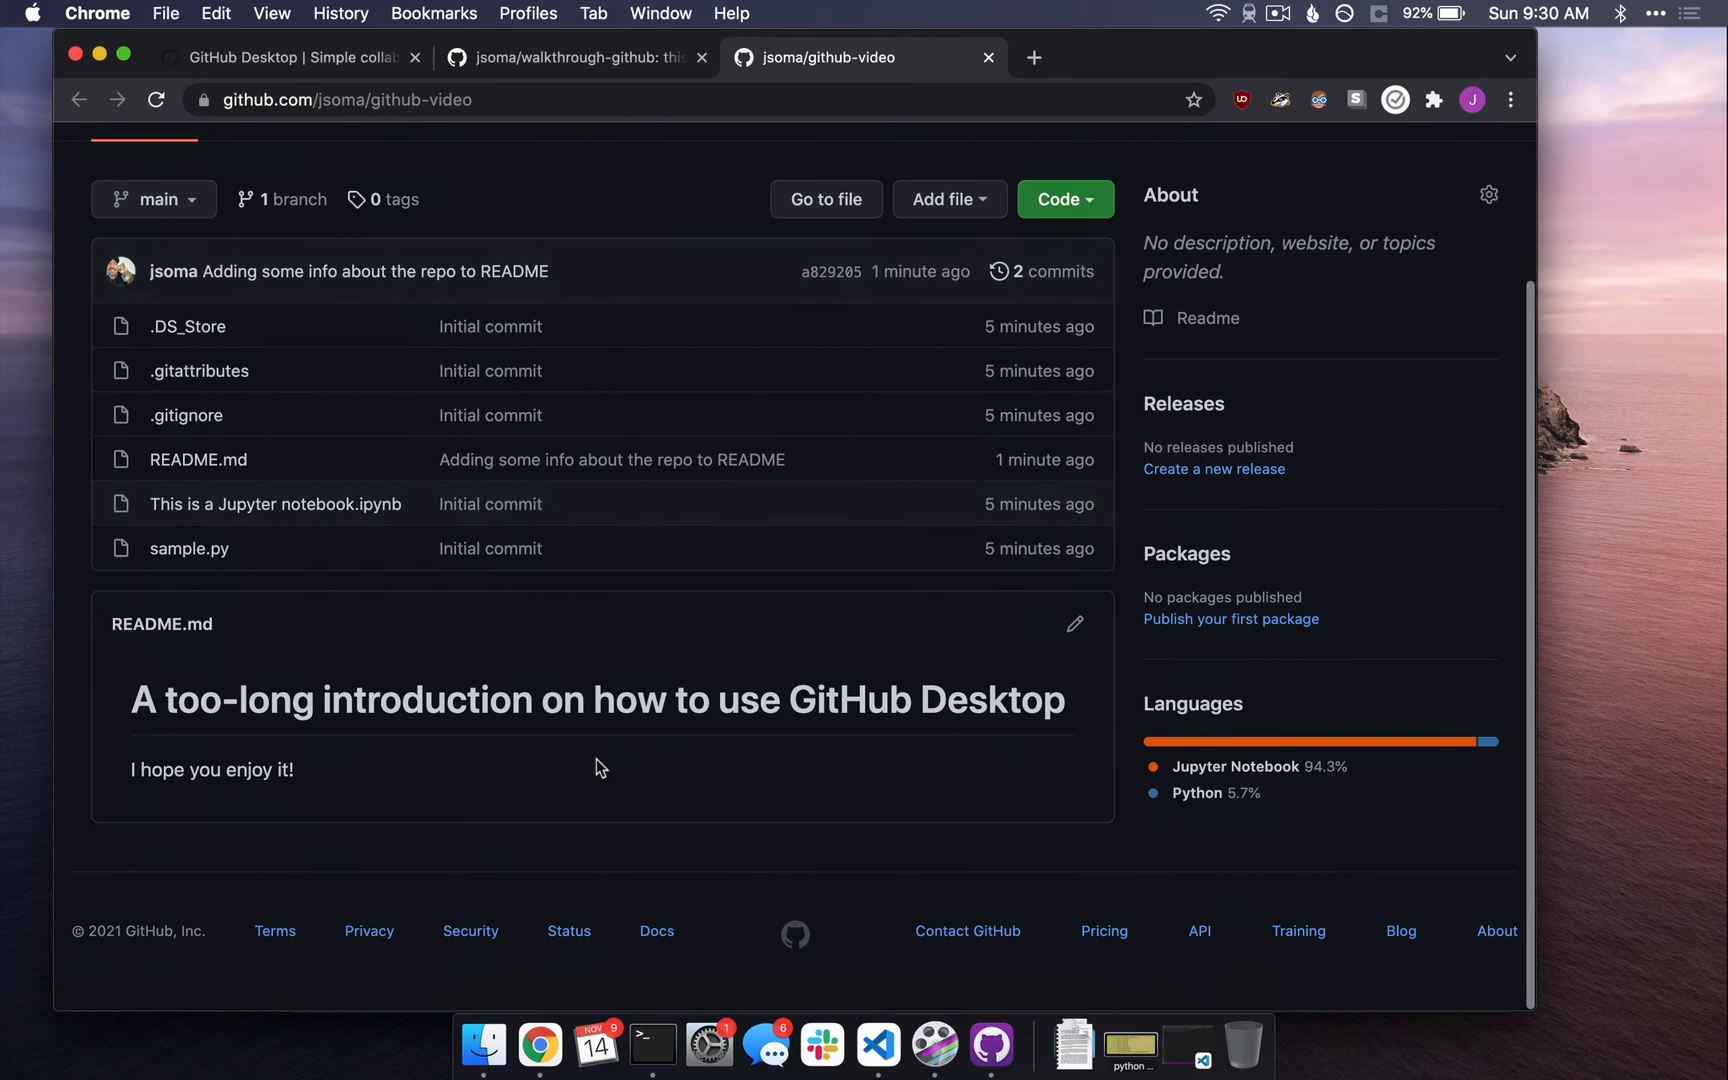 Chrome File Edit View History Bookmarks Profiles Tab Window Help 92% Sun 9:30 AM
GitHub Desktop | Simple collab jsoma/walkthrough-github: this jsoma/github-video
github.com/jsoma/github-video UD S J
main 1 branch 0 tags Go to file Add file Code
jsoma Adding some info about the repo to README a829205 1 minute ago 2 commits
.DS_Store Initial commit 5 minutes ago
.gitattributes Initial commit 5 minutes ago
.gitignore Initial commit 5 minutes ago
README.md Adding some info about the repo to README 1 minute ago
This is a Jupyter notebook.ipynb Initial commit 5 minutes ago
sample.py Initial commit 5 minutes ago
README.md
A too-long introduction on how to use GitHub Desktop
I hope you enjoy it!
About
No description, website, or topics
provided.
Readme
Releases
No releases published
Create a new release
Packages
No packages published
Publish your first package
Languages
Jupyter Notebook 94.3%
Python 5.7%
© 2021 GitHub, Inc. Terms Privacy Security Status Docs Contact GitHub Pricing API Training Blog About
NOV 9 1 6
14 >_
python ...